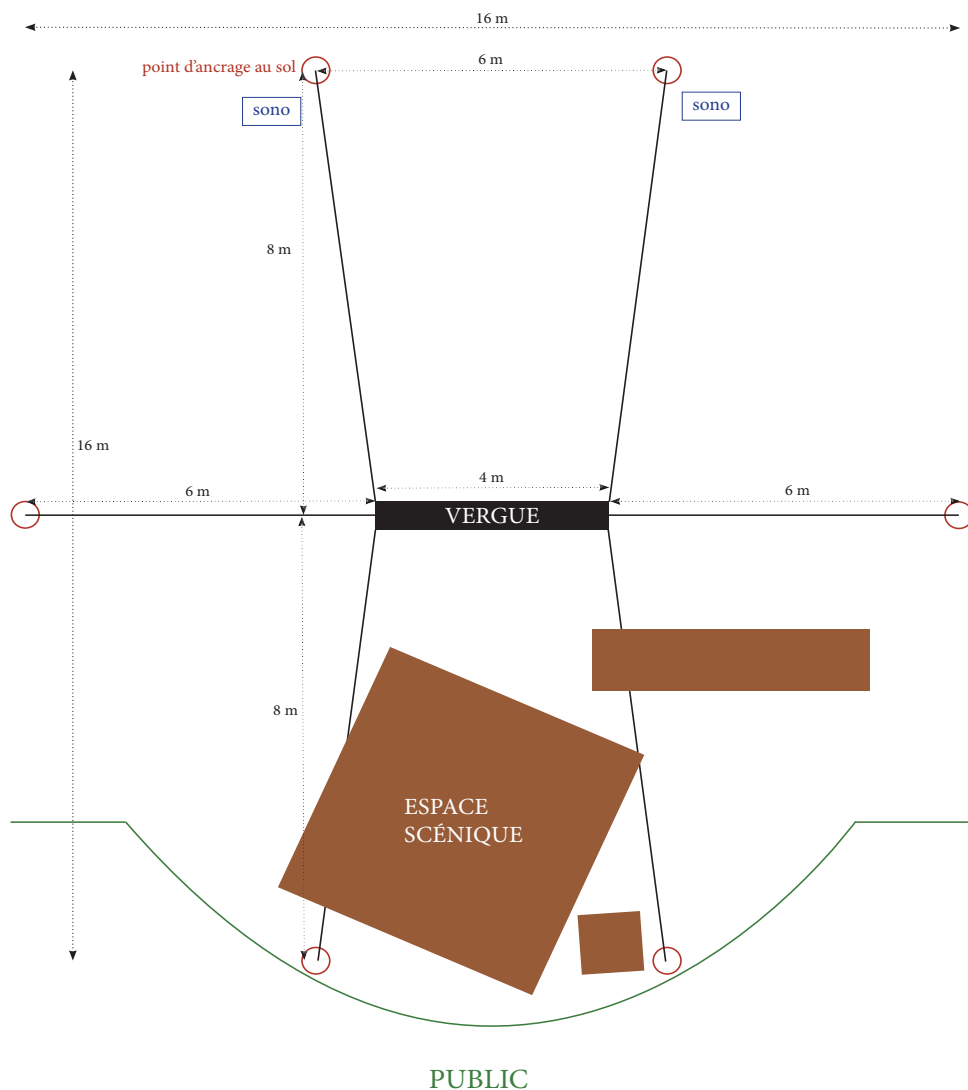 16 m
point d'ancrage au sol
6 m
sono
sono
8 m
16 m
6 m
4 m
6 m
VERGUE
8 m
ESPACE
SCÉNIQUE
PUBLIC